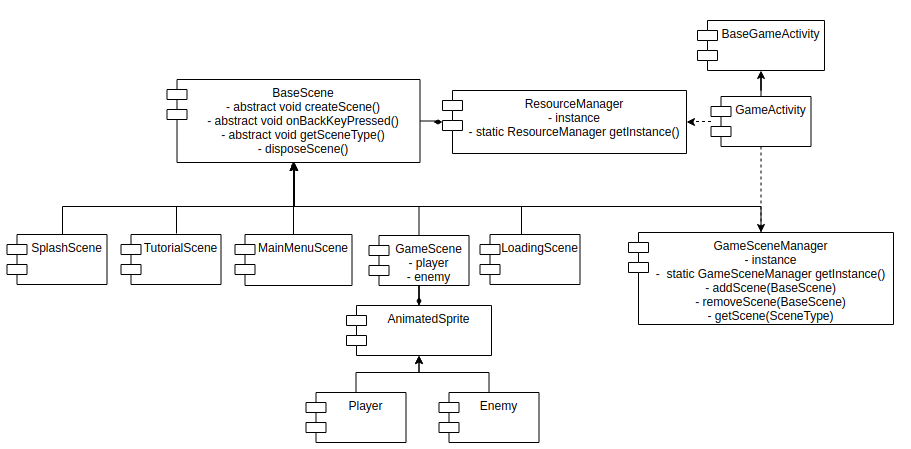 BaseGameActivity
BaseScene
- abstract void createScene()
- abstract void onBackKeyPressed()
- abstract void getSceneType()
- disposeScene()
ResourceManager
- instance
- static ResourceManager getInstance()
GameActivity
SplashScene
TutorialScene
MainMenuScene
GameScene
- player
- enemy
LoadingScene
GameSceneManager
- instance
- static GameSceneManager getInstance()
- addScene(BaseScene)
- removeScene(BaseScene)
- getScene(SceneType)
AnimatedSprite
Player
Enemy